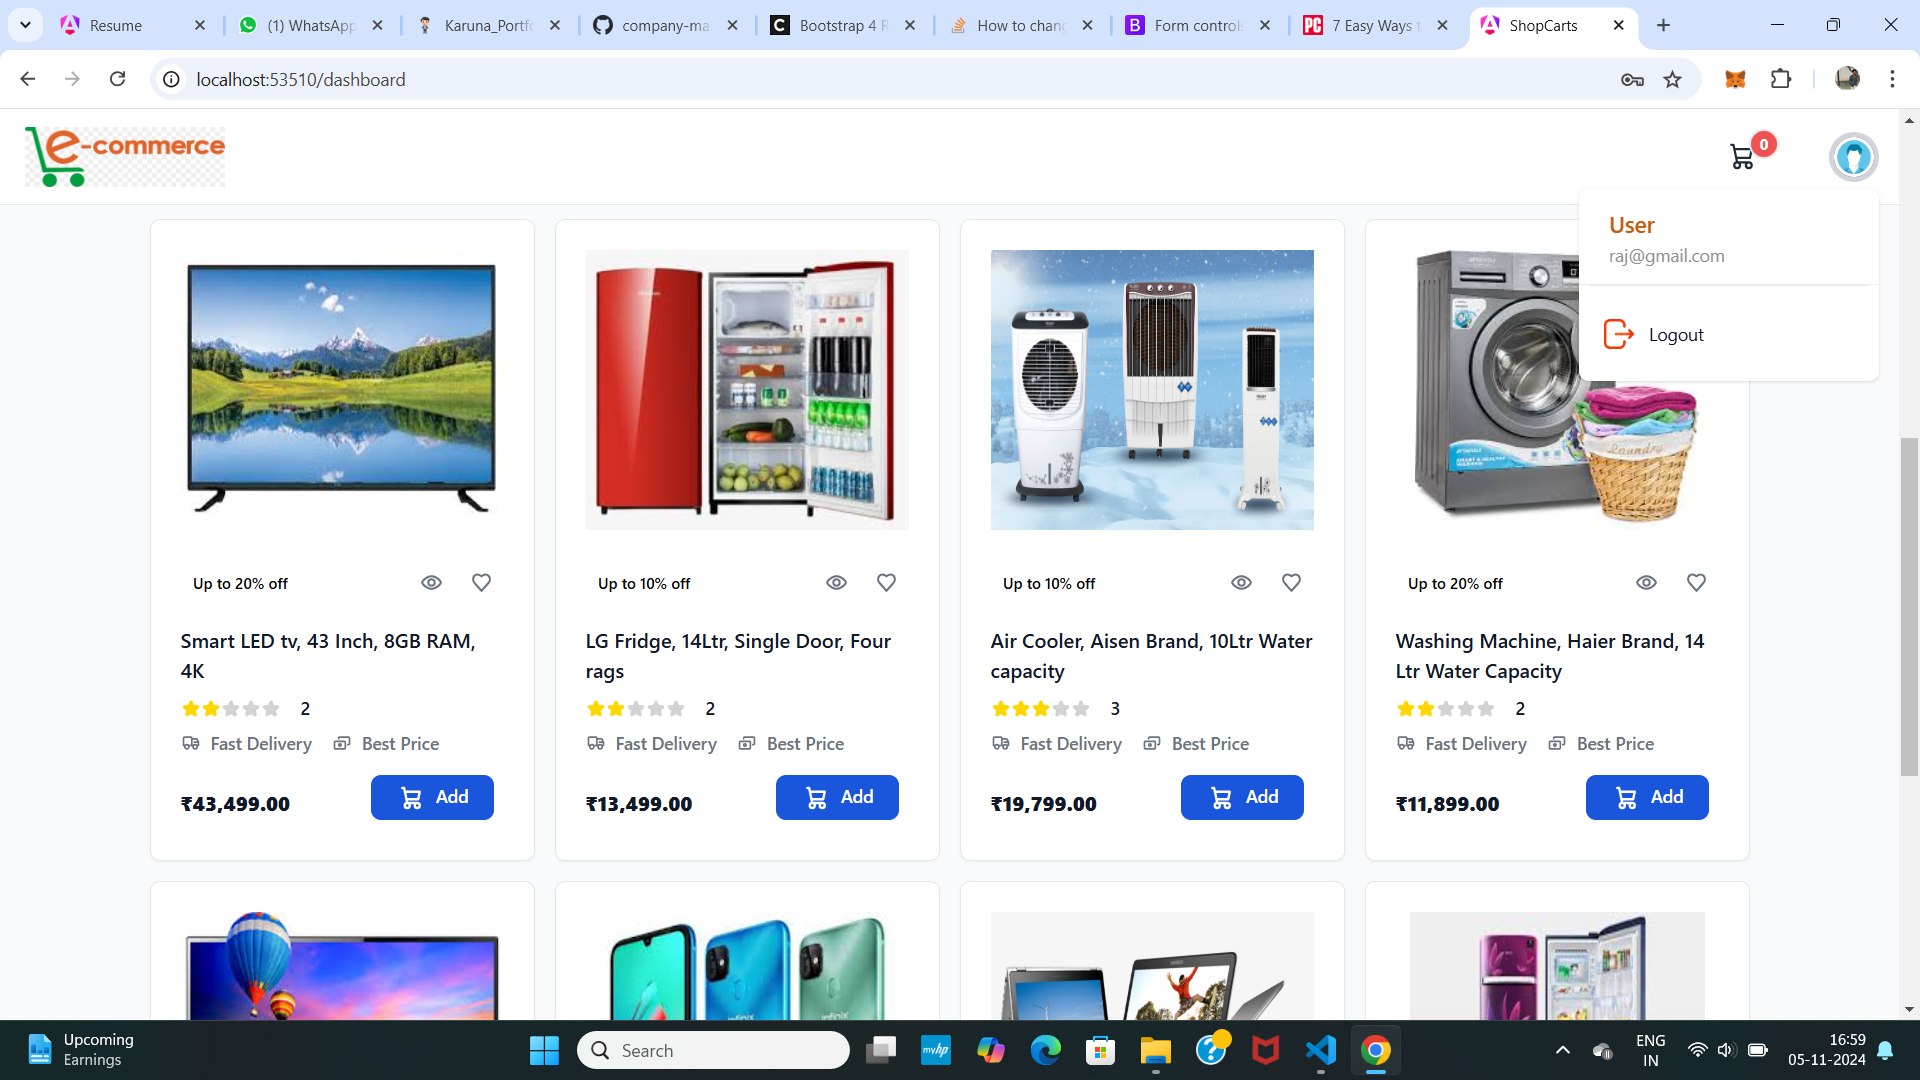 Resume
(1) WhatsApp
Karuna_Portfo
company-ma
Bootstrap 4 R
How to chang
Form control
7 Easy Ways t
ShopCarts
localhost:53510/dashboard
e-commerce
0
User
raj@gmail.com
Logout
Laundry
Up to 20% off
Up to 10% off
Up to 10% off
Up to 20% off
Smart LED tv, 43 Inch, 8GB RAM,
4K
LG Fridge, 14Ltr, Single Door, Four
rags
Air Cooler, Aisen Brand, 10Ltr Water
capacity
Washing Machine, Haier Brand, 14
Ltr Water Capacity
2
2
3
2
Fast Delivery Best Price
Fast Delivery Best Price
Fast Delivery Best Price
Fast Delivery Best Price
₹43,499.00 Add
₹13,499.00 Add
₹19,799.00 Add
₹11,899.00 Add
Infinix
Infinix
Upcoming
Earnings
Search
myhp
ENG
IN
16:59
05-11-2024